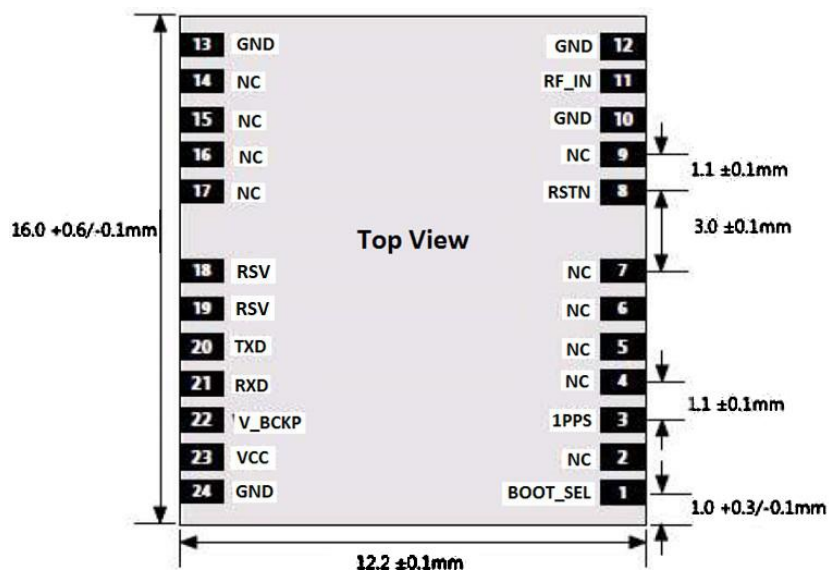 13 GND GND 12
14 NC RF_IN 11
15 NC GND 10
16 NC NC 9
1.1 ±0.1mm
17 NC RSTN 8
16.0 +0.6/-0.1mm
3.0 ±0.1mm
Top View
18 RSV NC 7
19 RSV NC 6
20 TXD NC 5
21 RXD NC 4
1.1 ±0.1mm
22 V_BCKP 1PPS 3
23 VCC NC 2
24 GND BOOT_SEL 1
1.0 +0.3/-0.1mm
12.2 ±0.1mm